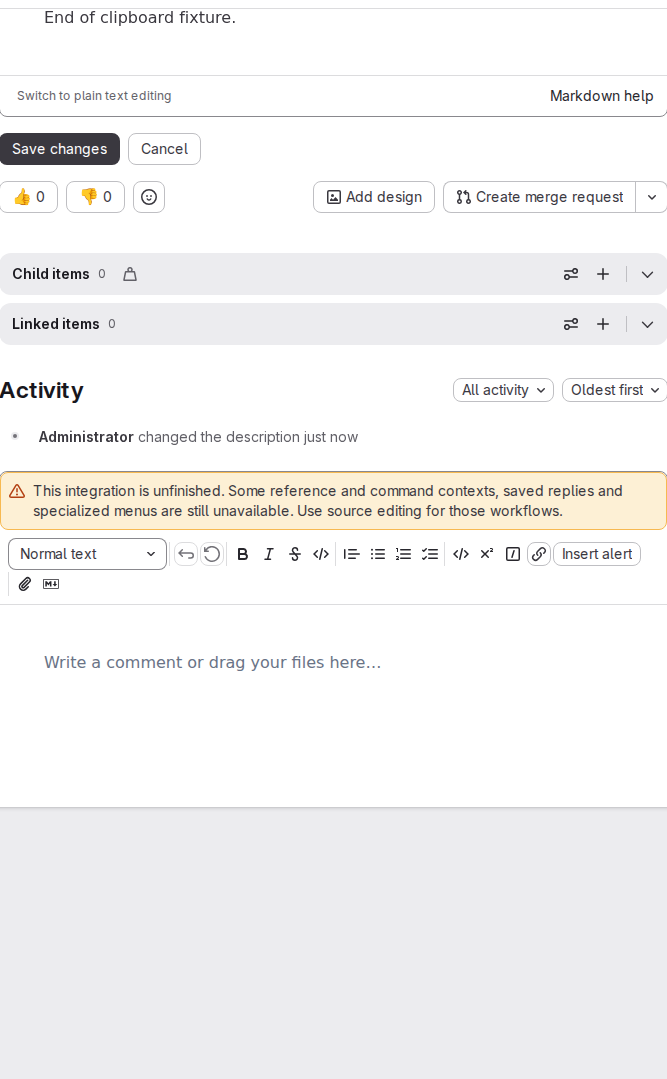 End of clipboard fixture.
Switch to plain text editing
Markdown help
Save changes
Cancel
👍 0
👎 0
Add design
Create merge request
Child items 0
Linked items 0
Activity
All activity
Oldest first
Administrator changed the description just now
This integration is unfinished. Some reference and command contexts, saved replies and
specialized menus are still unavailable. Use source editing for those workflows.
Normal text
Insert alert
Write a comment or drag your files here…